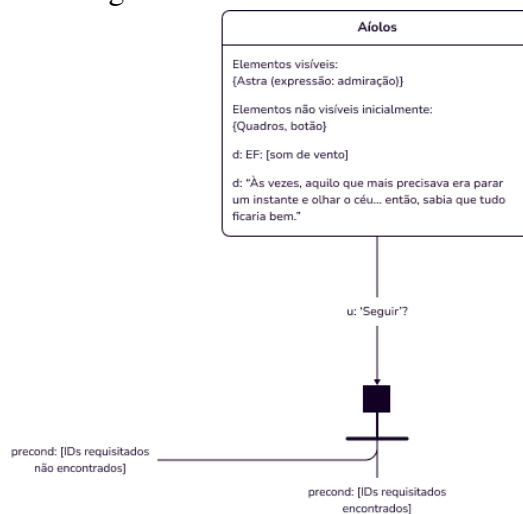 Aíolos
Elementos visíveis:
{Astra (expressão: admiração)}
Elementos não visíveis inicialmente:
{Quadros, botão}
d: EF: [som de vento]
d: “Às vezes, aquilo que mais precisava era parar
um instante e olhar o céu... então, sabia que tudo
ficaria bem.”
u: ‘Seguir’?
precond: [IDs requisitados
não encontrados]
precond: [IDs requisitados
encontrados]